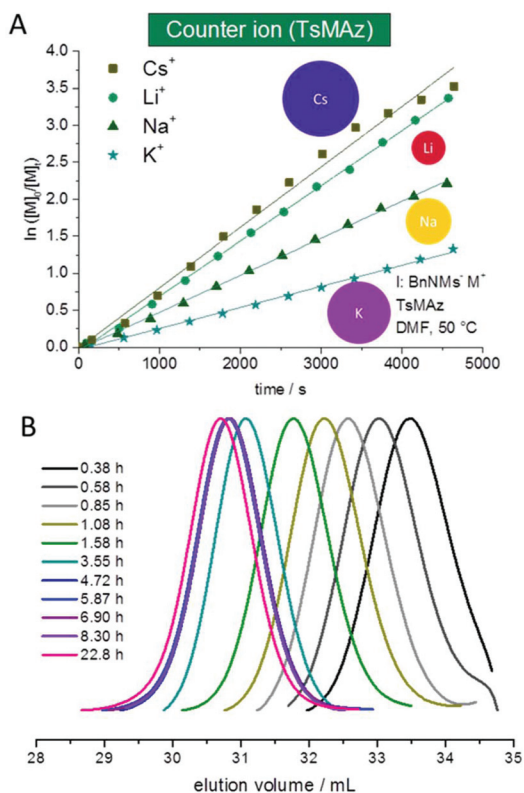 A
Counter ion (TsMAz)
4.0
3.5
3.0
2.5
2.0
1.5
1.0
0.5
0.0
ln ([M]₀/[M]ₜ)
Cs⁺
Li⁺
Na⁺
K⁺
Cs
Li
Na
K
I: BnNMs⁻ M⁺
TsMAz
DMF, 50 °C
0 1000 2000 3000 4000 5000
time / s
B
0.38 h
0.58 h
0.85 h
1.08 h
1.58 h
3.55 h
4.72 h
5.87 h
6.90 h
8.30 h
22.8 h
28 29 30 31 32 33 34 35
elution volume / mL